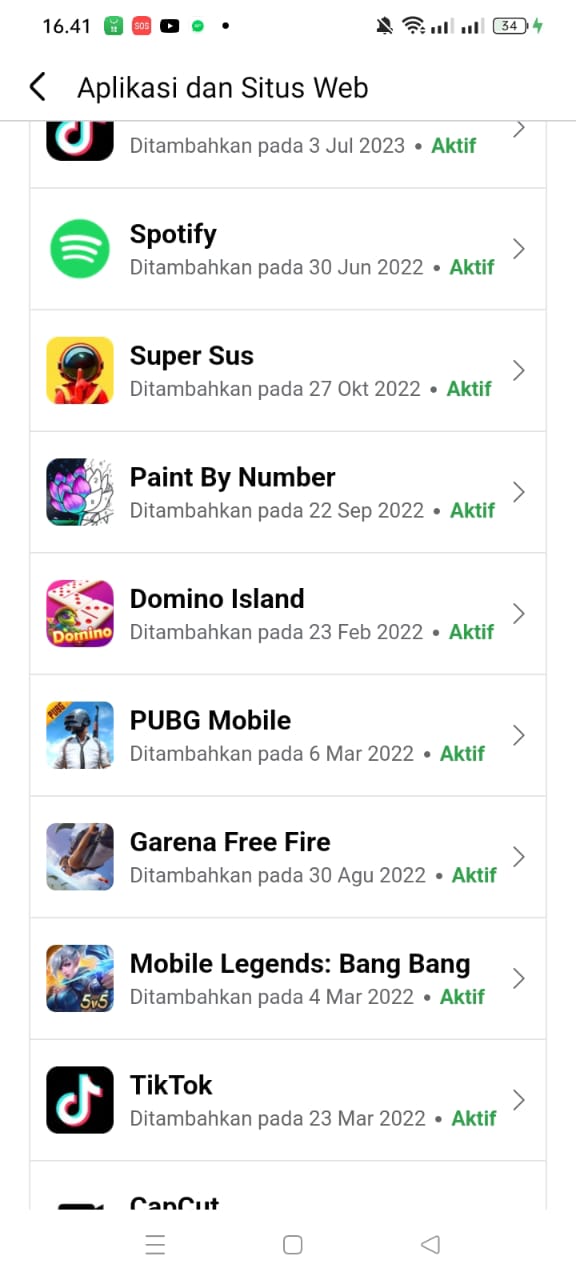 16.41
SOS
34
Aplikasi dan Situs Web
Ditambahkan pada 3 Jul 2023 • Aktif
Spotify
Ditambahkan pada 30 Jun 2022 • Aktif
Super Sus
Ditambahkan pada 27 Okt 2022 • Aktif
Paint By Number
Ditambahkan pada 22 Sep 2022 • Aktif
Domino
Domino Island
Ditambahkan pada 23 Feb 2022 • Aktif
PUBG
PUBG Mobile
Ditambahkan pada 6 Mar 2022 • Aktif
Garena Free Fire
Ditambahkan pada 30 Agu 2022 • Aktif
5v5
Mobile Legends: Bang Bang
Ditambahkan pada 4 Mar 2022 • Aktif
TikTok
Ditambahkan pada 23 Mar 2022 • Aktif
CapCut